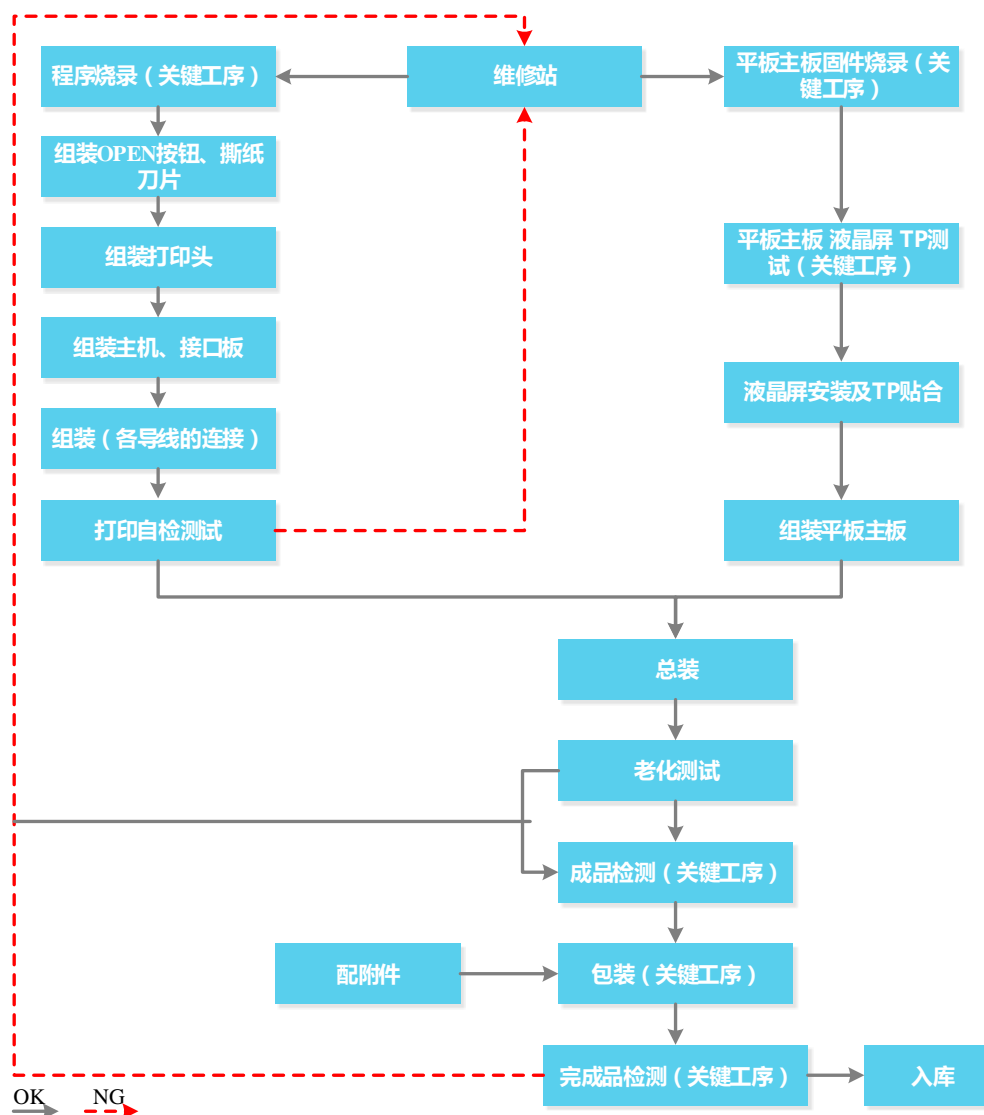 程序烧录（关键工序）
维修站
平板主板固件烧录（关
键工序）
组装OPEN按钮、撕纸
刀片
组装打印头
平板主板 液晶屏 TP测
试（关键工序）
组装主机、接口板
液晶屏安装及TP贴合
组装（各导线的连接）
打印自检测试
组装平板主板
总装
老化测试
成品检测（关键工序）
配附件
包装（关键工序）
完成品检测（关键工序）
入库
OK
NG